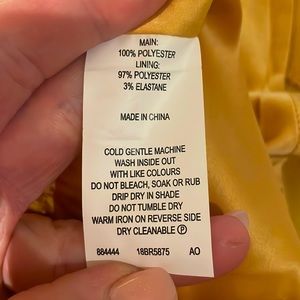 MAIN:
100% POLYESTER
LINING:
97% POLYESTER
3% ELASTANE
MADE IN CHINA
COLD GENTLE MACHINE
WASH INSIDE OUT
WITH LIKE COLOURS
DO NOT BLEACH, SOAK OR RUB
DRIP DRY IN SHADE
DO NOT TUMBLE DRY
WARM IRON ON REVERSE SIDE
DRY CLEANABLE Ⓟ
884444 18BR5875 AO